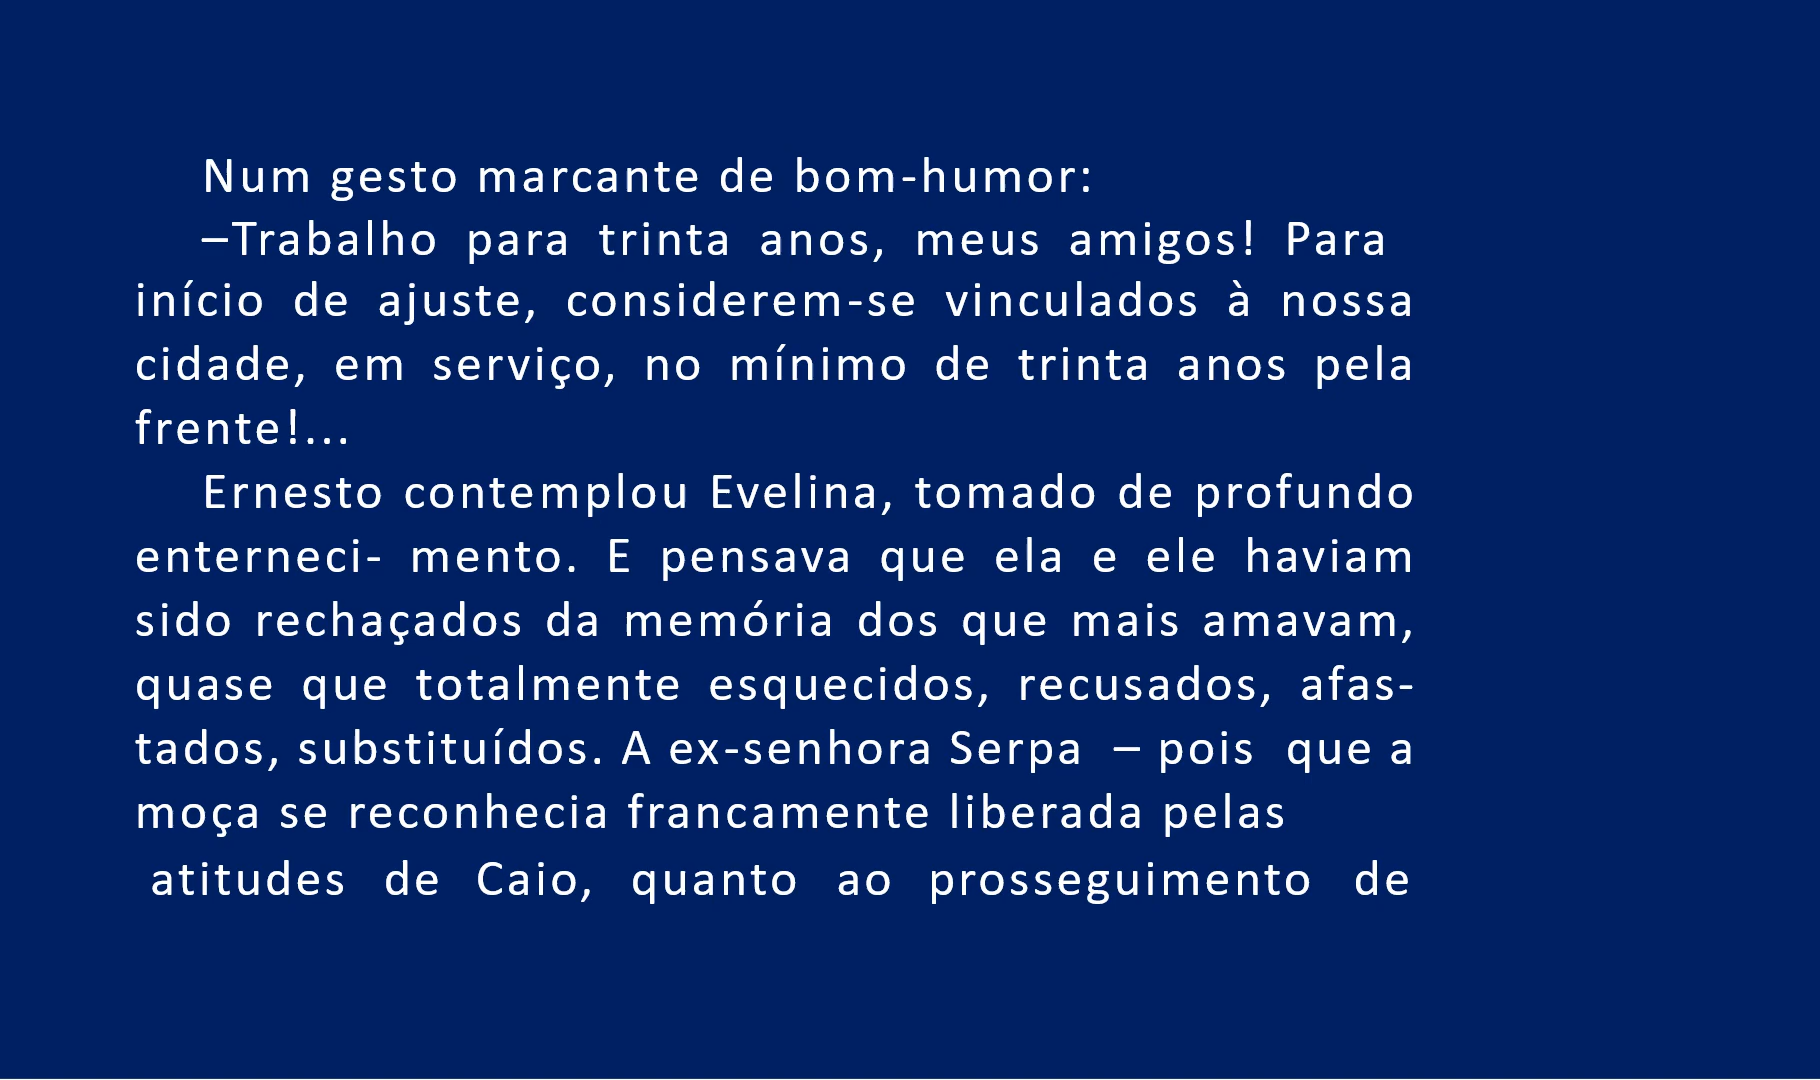 Num gesto marcante de bom-humor:
–Trabalho para trinta anos, meus amigos! Para
início de ajuste, considerem-se vinculados à nossa
cidade, em serviço, no mínimo de trinta anos pela
frente!...
Ernesto contemplou Evelina, tomado de profundo
enterneci- mento. E pensava que ela e ele haviam
sido rechaçados da memória dos que mais amavam,
quase que totalmente esquecidos, recusados, afas-
tados, substituídos. A ex-senhora Serpa – pois que a
moça se reconhecia francamente liberada pelas
atitudes de Caio, quanto ao prosseguimento de